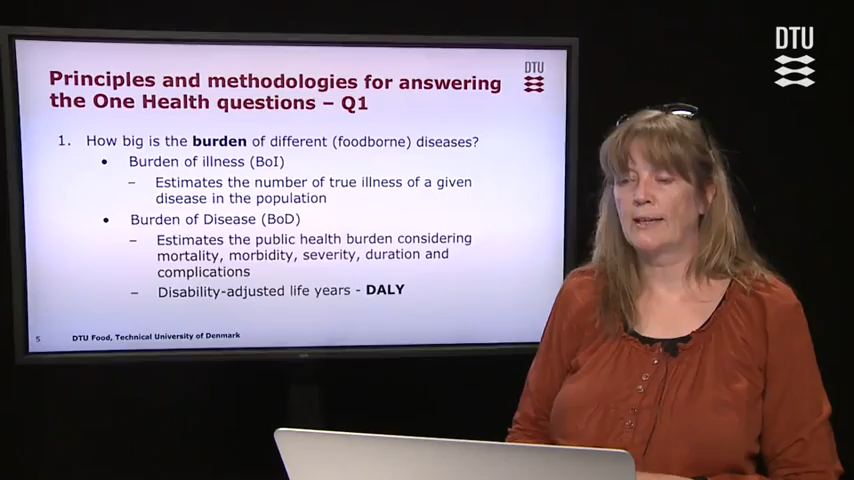 DTU
DTU
Principles and methodologies for answering
the One Health questions – Q1
1. How big is the burden of different (foodborne) diseases?
• Burden of illness (BoI)
– Estimates the number of true illness of a given
disease in the population
• Burden of Disease (BoD)
– Estimates the public health burden considering
mortality, morbidity, severity, duration and
complications
– Disability-adjusted life years - DALY
5 DTU Food, Technical University of Denmark